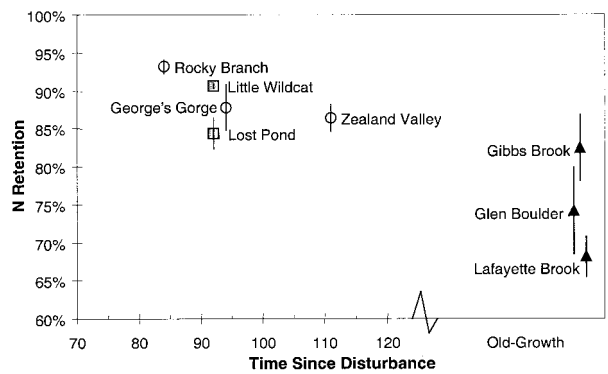 100%
95%
90%
85%
80%
75%
70%
65%
60%
N Retention
Rocky Branch
Little Wildcat
George's Gorge
Zealand Valley
Lost Pond
Gibbs Brook
Glen Boulder
Lafayette Brook
70 80 90 100 110 120 Old-Growth
Time Since Disturbance